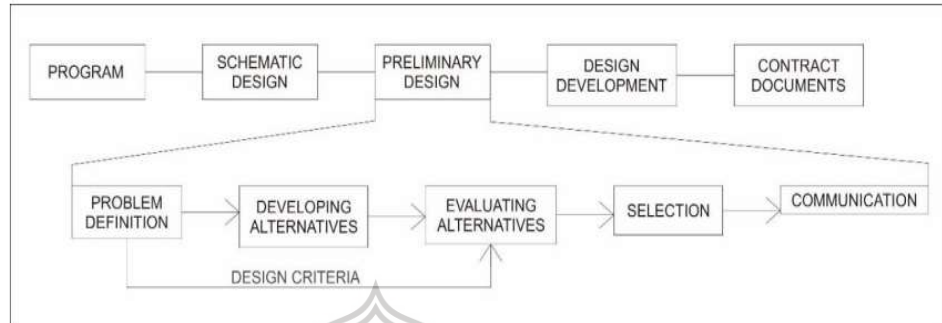 PROGRAM
SCHEMATIC
DESIGN
PRELIMINARY
DESIGN
DESIGN
DEVELOPMENT
CONTRACT
DOCUMENTS
PROBLEM
DEFINITION
DEVELOPING
ALTERNATIVES
EVALUATING
ALTERNATIVES
SELECTION
COMMUNICATION
DESIGN CRITERIA